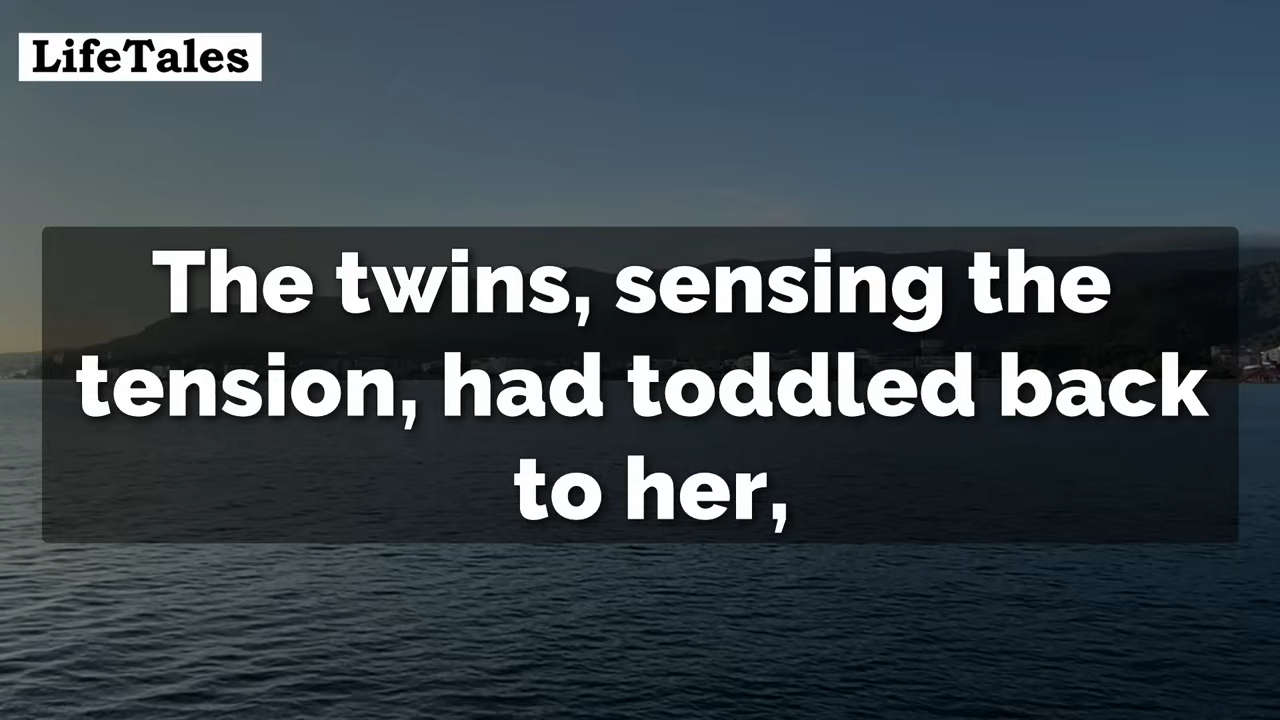 LifeTales
The twins, sensing the
tension, had toddled back
to her,